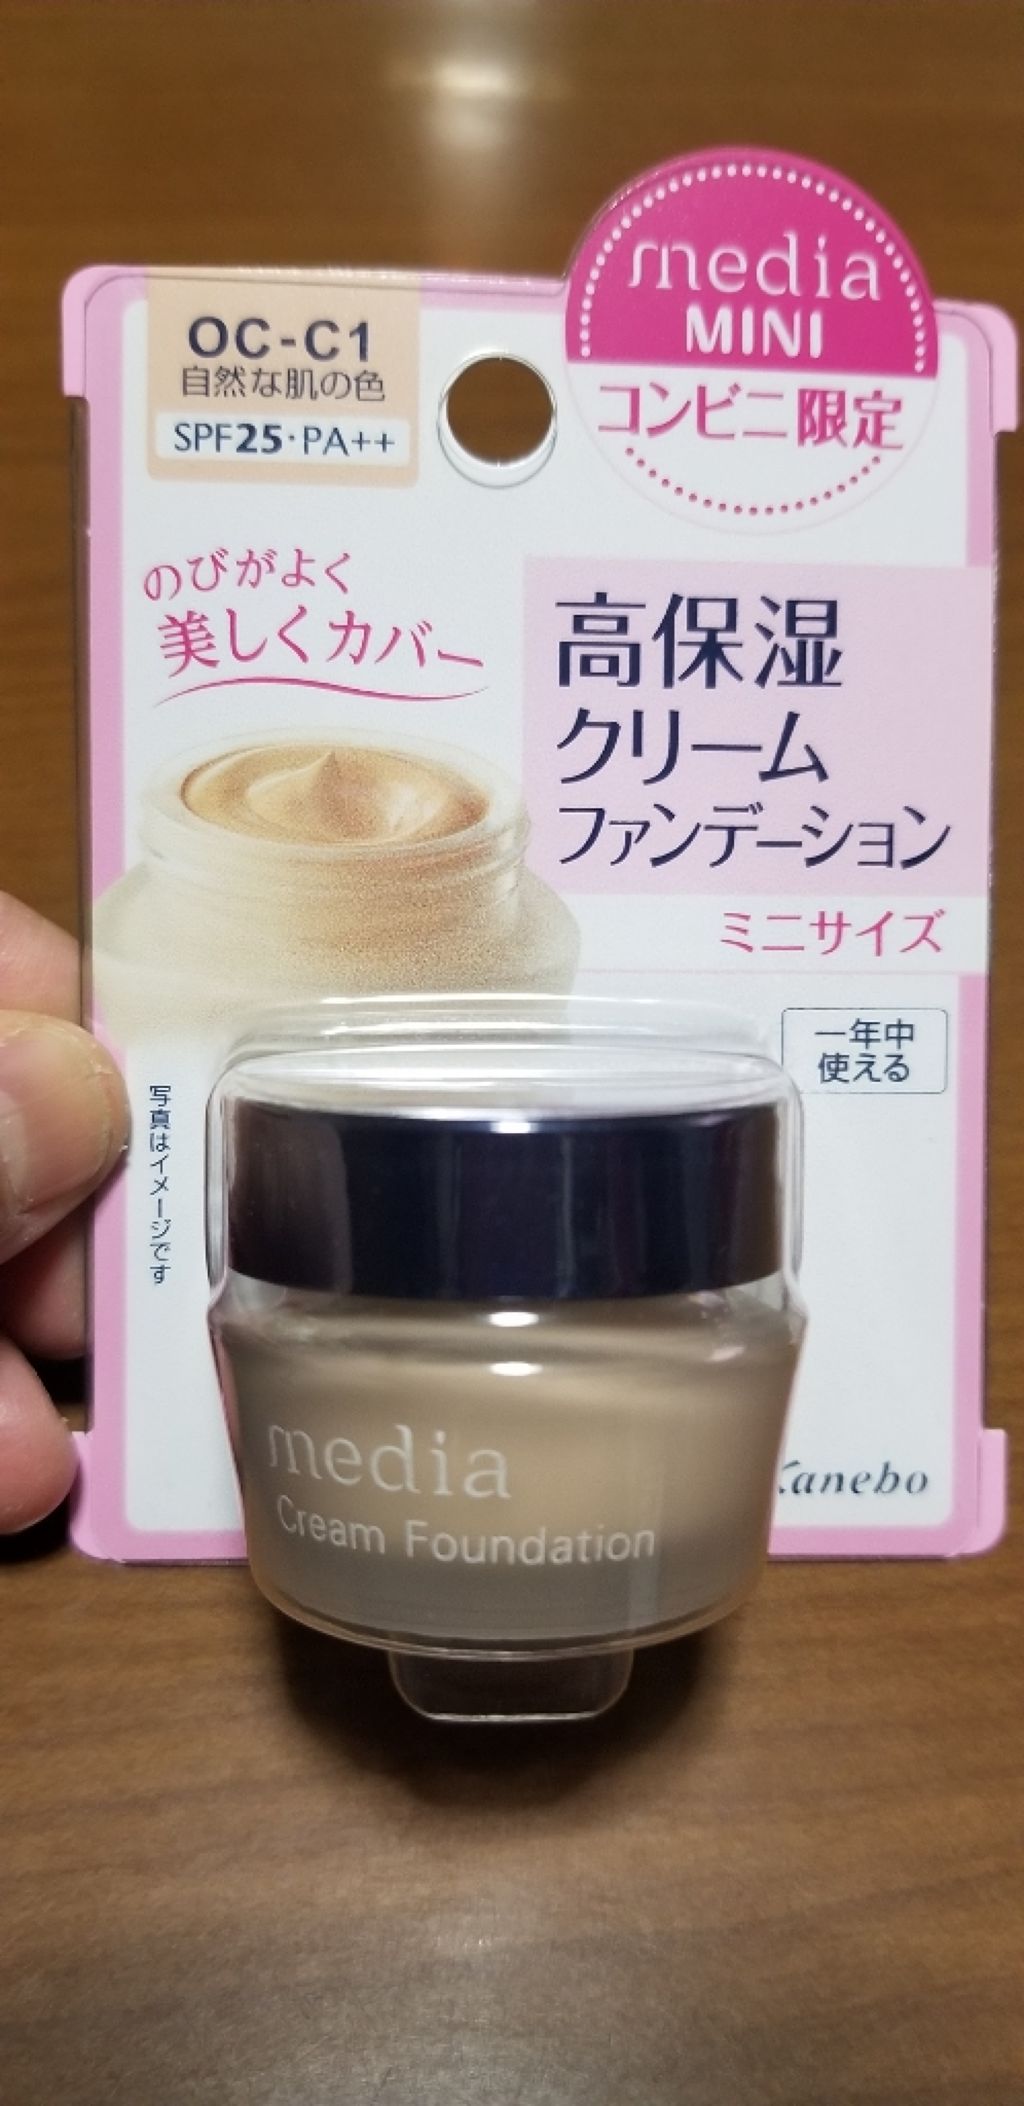 media
MINI
コンビニ限定
OC-C1
自然な肌の色
SPF25・PA++
のびがよく
美しくカバー
高保湿
クリーム
ファンデーション
ミニサイズ
一年中
使える
写真はイメージです
media
Cream Foundation
Kanebo